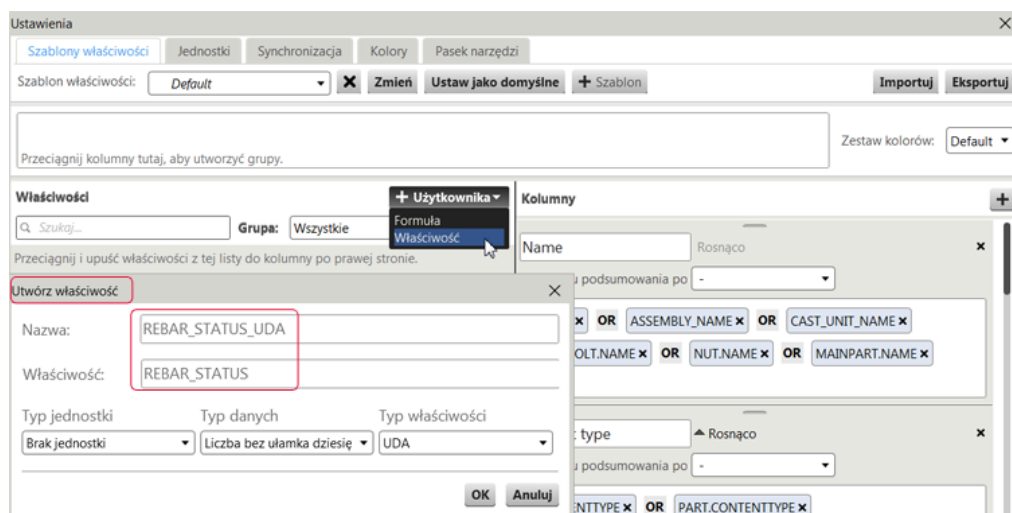 Ustawienia
Szablony właściwości Jednostki Synchronizacja Kolory Pasek narzędzi
Szablon właściwości: Default Zmień Ustaw jako domyślne + Szablon Importuj Eksportuj
Przeciągnij kolumny tutaj, aby utworzyć grupy.
Zestaw kolorów: Default
Właściwości + Użytkownika Kolumny +
Szukaj... Grupa: Wszystkie
Formuła
Właściwość
Przeciągnij i upuść właściwości z tej listy do kolumny po prawej stronie.
Name Rosnąco
podsumowania po -
OR ASSEMBLY_NAME OR CAST_UNIT_NAME
OLT.NAME OR NUT.NAME OR MAINPART.NAME
type Rosnąco
podsumowania po -
ENTTYPE OR PART.CONTENTTYPE
Utwórz właściwość
Nazwa: REBAR_STATUS_UDA
Właściwość: REBAR_STATUS
Typ jednostki Typ danych Typ właściwości
Brak jednostki Liczba bez ułamka dziesię UDA
OK Anuluj